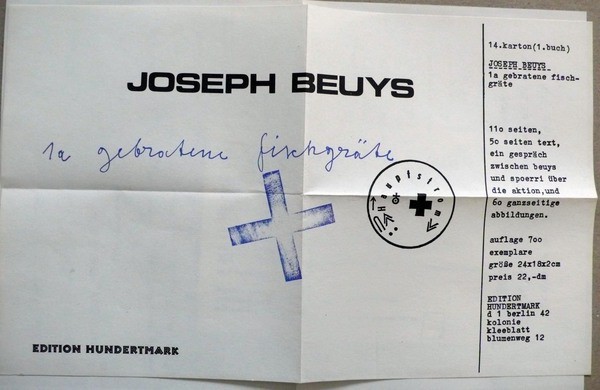 JOSEPH BEUYS
1a gebratene fischgräte
Hauptstrom
EDITION HUNDERTMARK
14.karton(1.buch)
JOSEPH BEUYS
1a gebratene fisch-
gräte
11o seiten,
5o seiten text,
ein gespräch
zwischen beuys
und spoerri über
die aktion,und
6o ganzseitige
abbildungen.
auflage 7oo
exemplare
größe 24x18x2cm
preis 22,-dm
EDITION
HUNDERTMARK
d 1 berlin 42
kolonie
kleeblatt
blumenweg 12